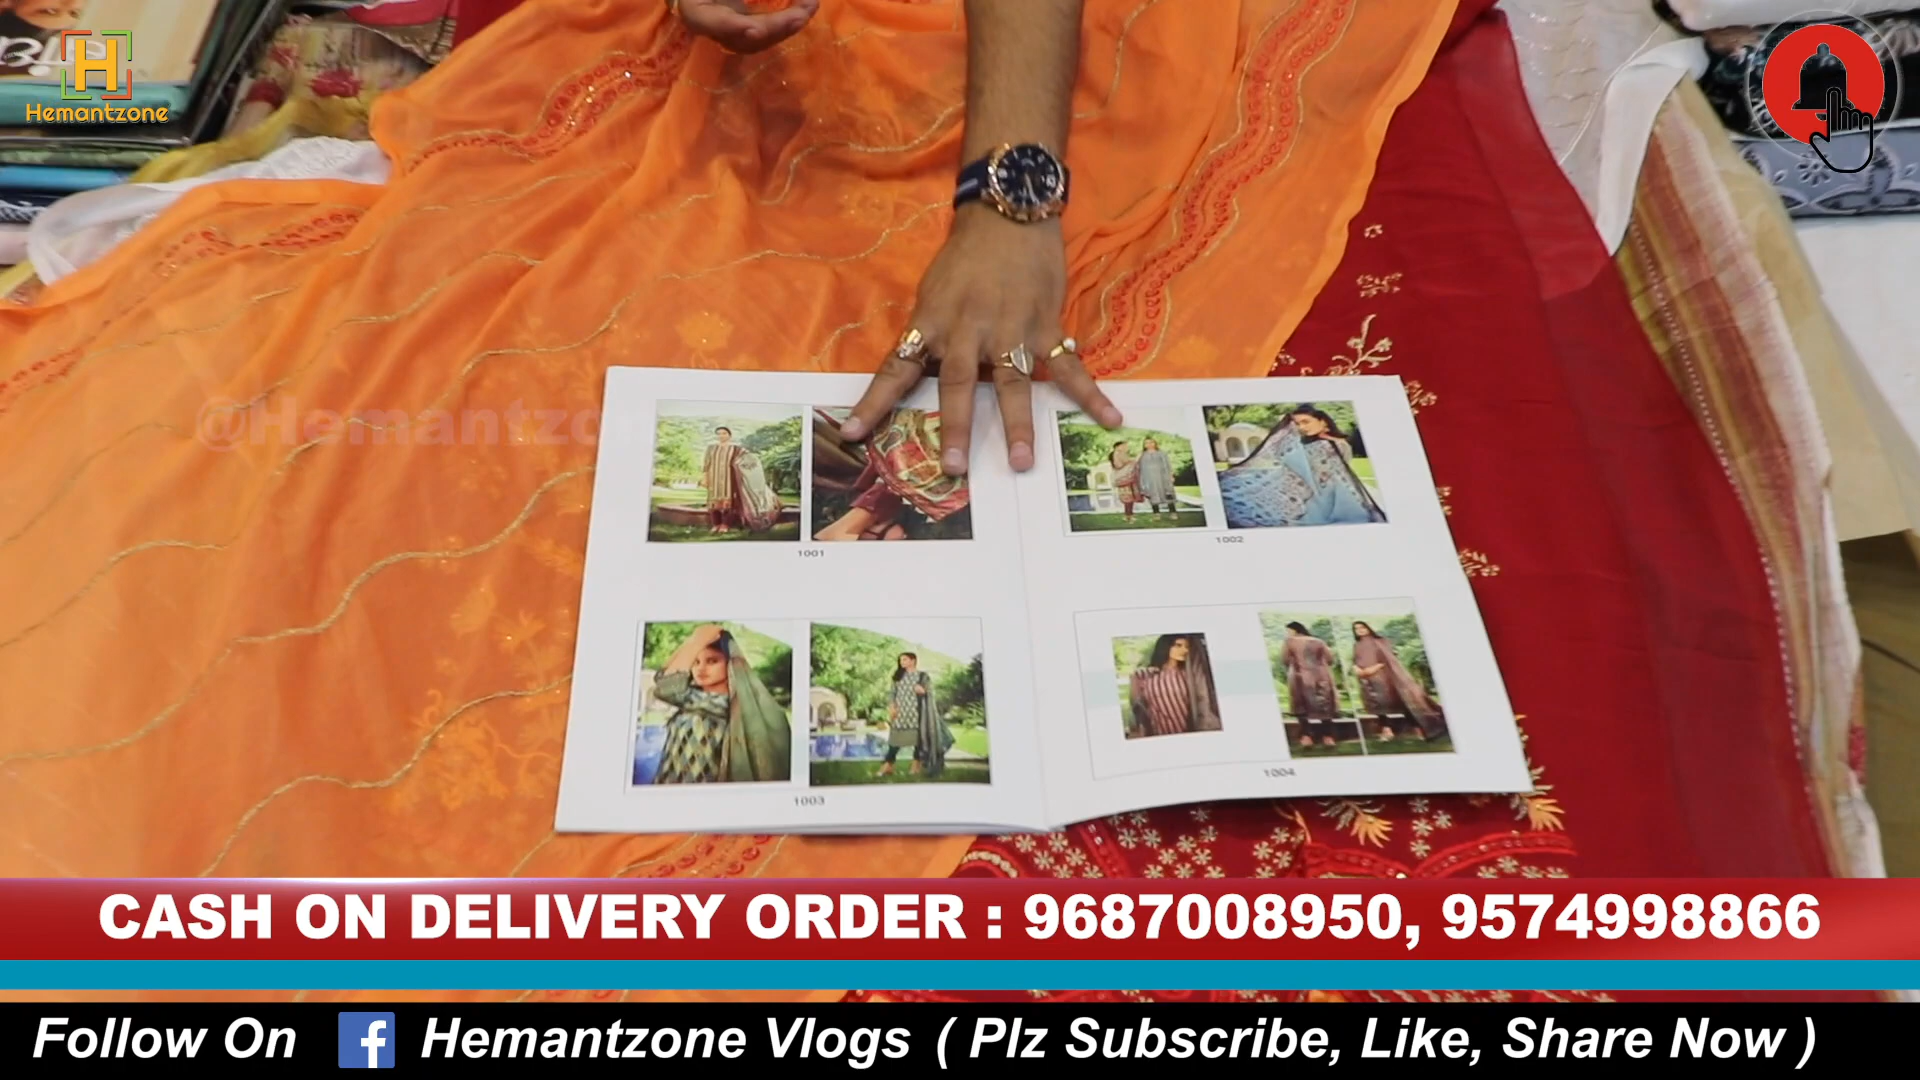 H
Hemantzone
@Hemantzon
1001
1002
1003
1004
CASH ON DELIVERY ORDER : 9687008950, 9574998866
Follow On f Hemantzone Vlogs ( Plz Subscribe, Like, Share Now )